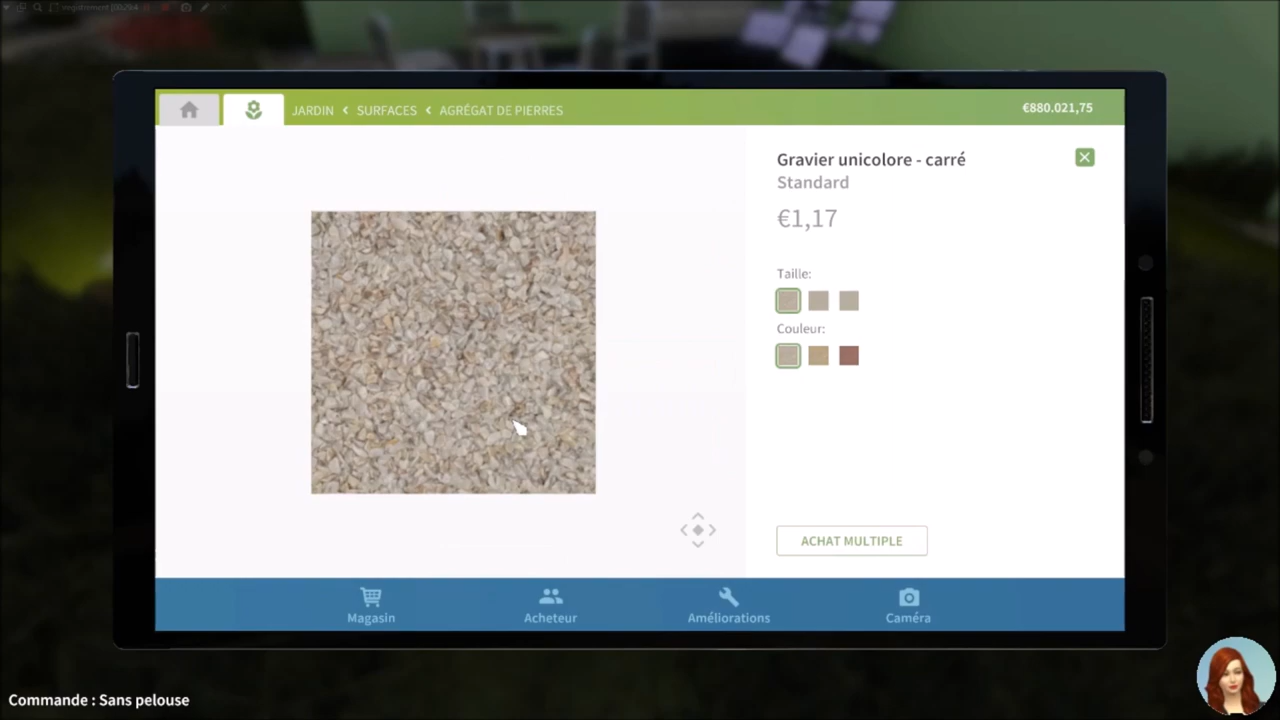 JARDIN < SURFACES < AGRÉGAT DE PIERRES
€880.021,75
Gravier unicolore - carré
Standard
€1,17
Taille:
Couleur:
ACHAT MULTIPLE
Magasin
Acheteur
Améliorations
Caméra
Commande : Sans pelouse